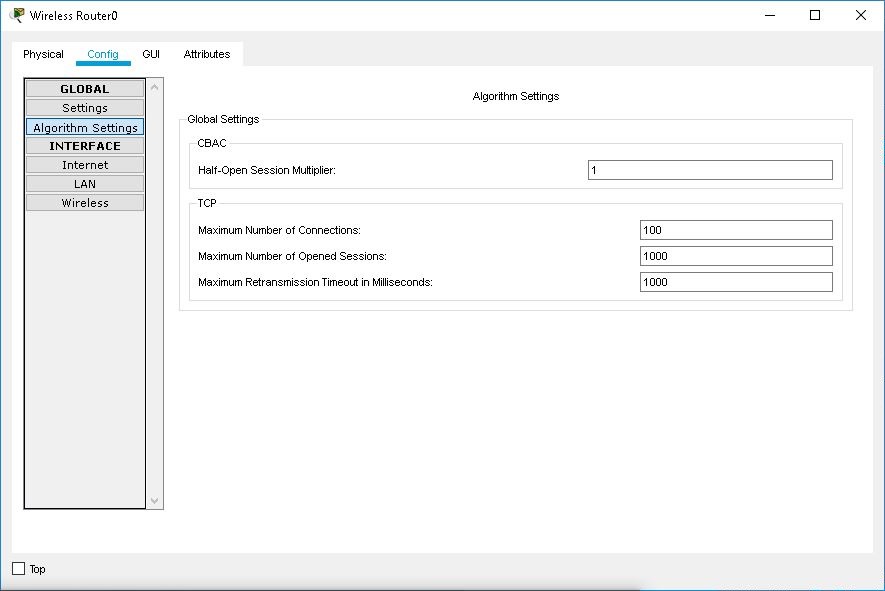 Wireless Router0
Physical Config GUI Attributes
GLOBAL
Settings
Algorithm Settings
INTERFACE
Internet
LAN
Wireless
Algorithm Settings
Global Settings
CBAC
Half-Open Session Multiplier: 1
TCP
Maximum Number of Connections: 100
Maximum Number of Opened Sessions: 1000
Maximum Retransmission Timeout in Milliseconds: 1000
Top